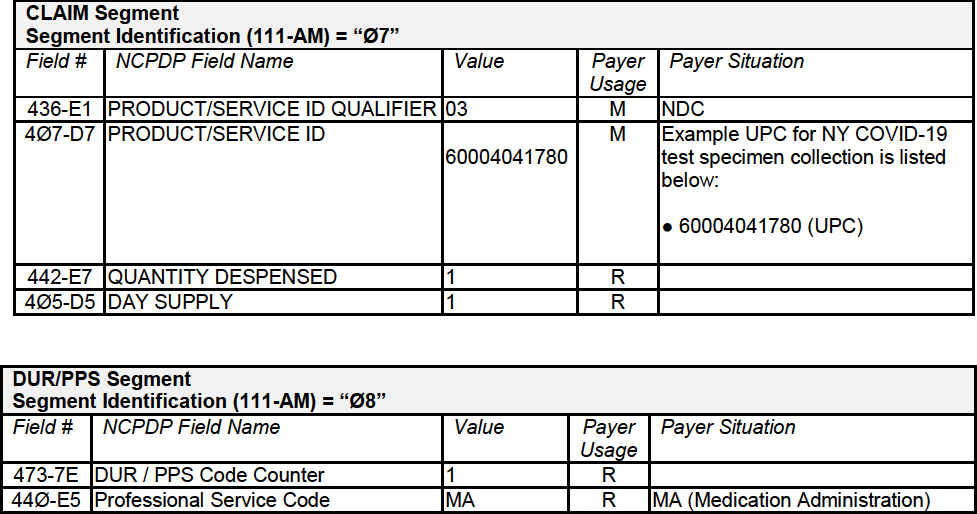 CLAIM Segment
Segment Identification (111-AM) = “Ø7”
Field # NCPDP Field Name Value Payer Usage Payer Situation
436-E1 PRODUCT/SERVICE ID QUALIFIER 03 M NDC
4Ø7-D7 PRODUCT/SERVICE ID M Example UPC for NY COVID-19
60004041780 test specimen collection is listed
below:
● 60004041780 (UPC)
442-E7 QUANTITY DESPENSED 1 R
4Ø5-D5 DAY SUPPLY 1 R
DUR/PPS Segment
Segment Identification (111-AM) = “Ø8”
Field # NCPDP Field Name Value Payer Usage Payer Situation
473-7E DUR / PPS Code Counter 1 R
44Ø-E5 Professional Service Code MA R MA (Medication Administration)